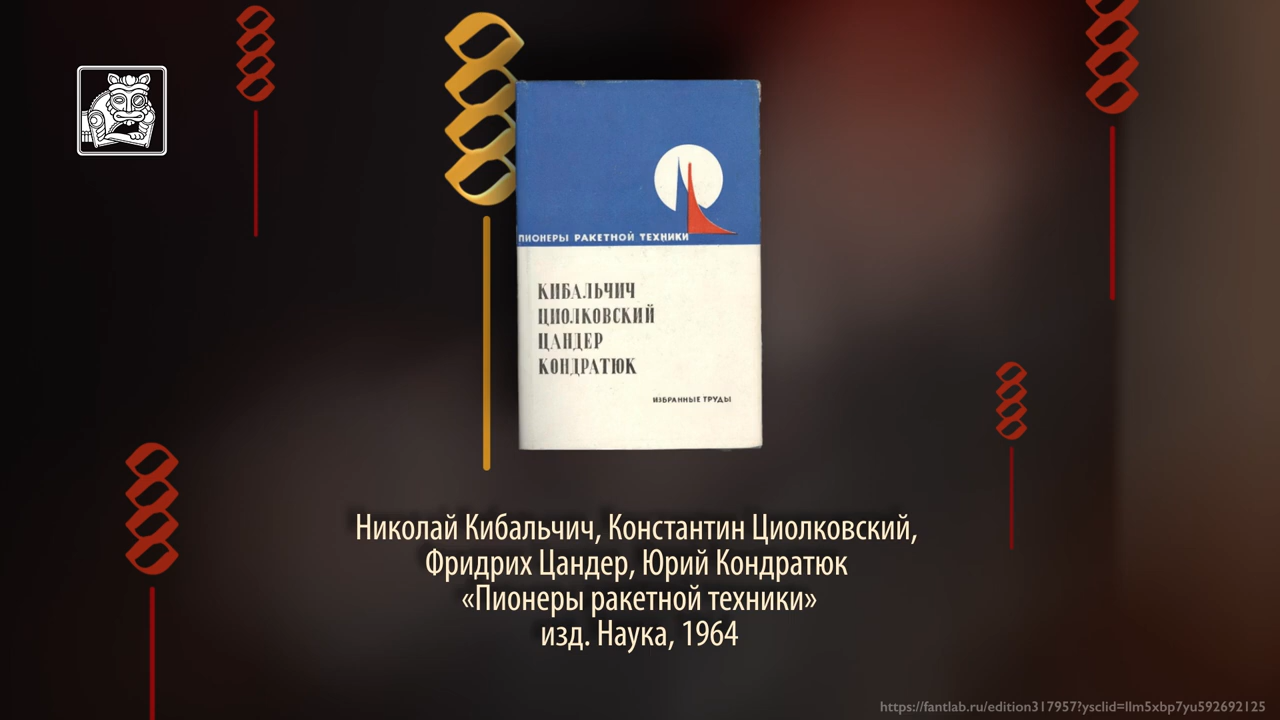 ПИОНЕРЫ РАКЕТНОЙ ТЕХНИКИ
КИБАЛЬЧИЧ
ЦИОЛКОВСКИЙ
ЦАНДЕР
КОНДРАТЮК
ИЗБРАННЫЕ ТРУДЫ
Николай Кибальчич, Константин Циолковский,
Фридрих Цандер, Юрий Кондратюк
«Пионеры ракетной техники»
изд. Наука, 1964
https://fantlab.ru/edition317957?ysclid=llm5xbp7yu592692125